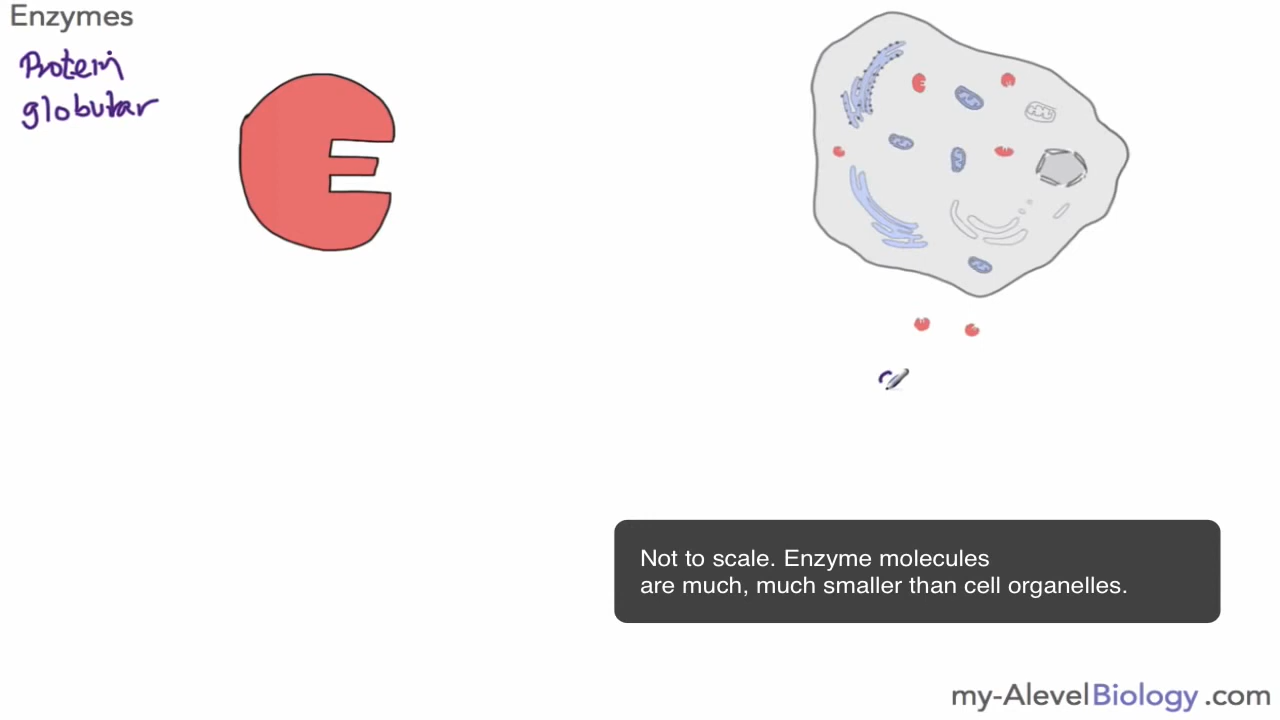 Enzymes
Protein
globular
Not to scale. Enzyme molecules
are much, much smaller than cell organelles.
my-AlevelBiology .com